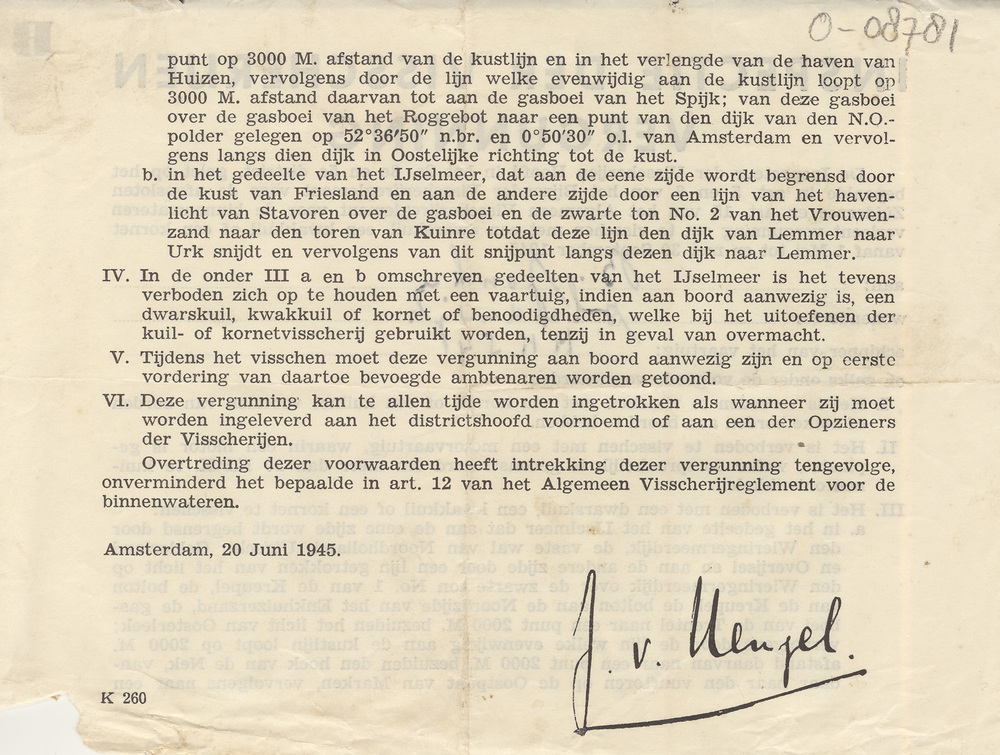 O-08781
punt op 3000 M. afstand van de kustlijn en in het verlengde van de haven van
Huizen, vervolgens door de lijn welke evenwijdig aan de kustlijn loopt op
3000 M. afstand daarvan tot aan de gasboei van het Spijk; van deze gasboei
over de gasboei van het Roggebot naar een punt van den dijk van den N.O.-
polder gelegen op 52°36′50″ n.br. en 0°50′30″ o.l. van Amsterdam en vervol-
gens langs dien dijk in Oostelijke richting tot de kust.
b. in het gedeelte van het IJselmeer, dat aan de eene zijde wordt begrensd door
de kust van Friesland en aan de andere zijde door een lijn van het haven-
licht van Stavoren over de gasboei en de zwarte ton No. 2 van het Vrouwen-
zand naar den toren van Kuinre totdat deze lijn den dijk van Lemmer naar
Urk snijdt en vervolgens van dit snijpunt langs dezen dijk naar Lemmer.
IV. In de onder III a en b omschreven gedeelten van het IJselmeer is het tevens
verboden zich op te houden met een vaartuig, indien aan boord aanwezig is, een
dwarskuil, kwakkuil of kornet of benoodigdheden, welke bij het uitoefenen der
kuil- of kornetvisscherij gebruikt worden, tenzij in geval van overmacht.
V. Tijdens het visschen moet deze vergunning aan boord aanwezig zijn en op eerste
vordering van daartoe bevoegde ambtenaren worden getoond.
VI. Deze vergunning kan te allen tijde worden ingetrokken als wanneer zij moet
worden ingeleverd aan het districtshoofd voornoemd of aan een der Opzieners
der Visscherijen.
Overtreding dezer voorwaarden heeft intrekking dezer vergunning tengevolge,
onverminderd het bepaalde in art. 12 van het Algemeen Visscherijreglement voor de
binnenwateren.
Amsterdam, 20 Juni 1945.
J. v. Hengel.
K 260